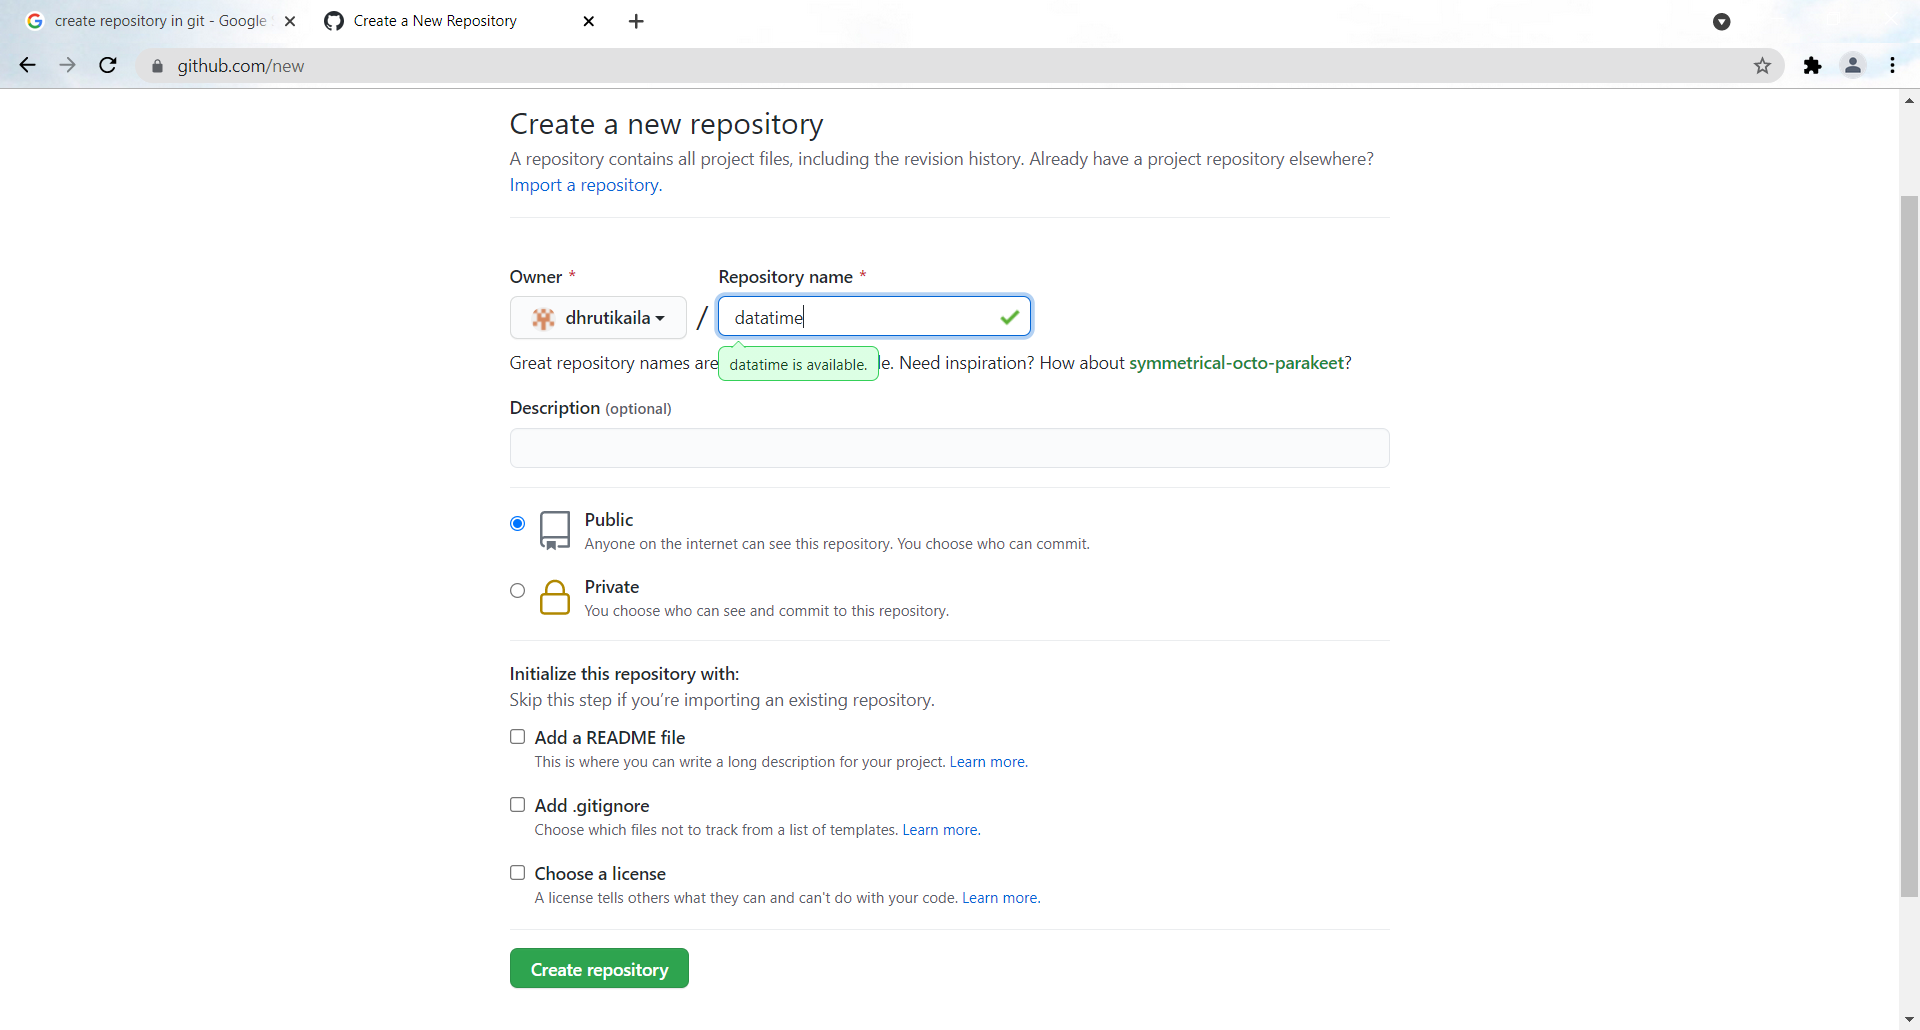 create repository in git - Google
Create a New Repository
github.com/new
Create a new repository
A repository contains all project files, including the revision history. Already have a project repository elsewhere?
Import a repository.
Owner *
Repository name *
dhrutikaila
/
datatime
Great repository names are
datatime is available.
le. Need inspiration? How about symmetrical-octo-parakeet?
Description (optional)
Public
Anyone on the internet can see this repository. You choose who can commit.
Private
You choose who can see and commit to this repository.
Initialize this repository with:
Skip this step if you’re importing an existing repository.
Add a README file
This is where you can write a long description for your project. Learn more.
Add .gitignore
Choose which files not to track from a list of templates. Learn more.
Choose a license
A license tells others what they can and can't do with your code. Learn more.
Create repository